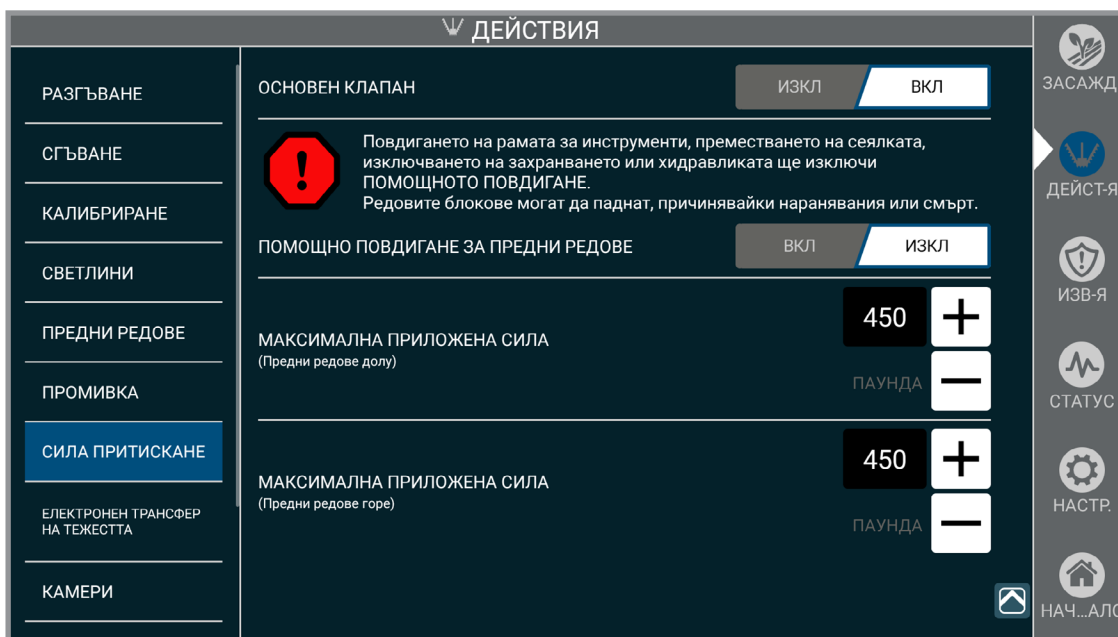 ДЕЙСТВИЯ
РАЗГЪВАНЕ
СГЪВАНЕ
КАЛИБРИРАНЕ
СВЕТЛИНИ
ПРЕДНИ РЕДОВЕ
ПРОМИВКА
СИЛА ПРИТИСКАНЕ
ЕЛЕКТРОНЕН ТРАНСФЕР
НА ТЕЖЕСТТА
КАМЕРИ
ОСНОВЕН КЛАПАН
ИЗКЛ ВКЛ
Повдигането на рамата за инструменти, преместването на сеялката,
изключването на захранването или хидравликата ще изключи
ПОМОЩНОТО ПОВДИГАНЕ.
Редовите блокове могат да паднат, причинявайки наранявания или смърт.
ПОМОЩНО ПОВДИГАНЕ ЗА ПРЕДНИ РЕДОВЕ
ВКЛ ИЗКЛ
МАКСИМАЛНА ПРИЛОЖЕНА СИЛА
(Предни редове долу)
450
ПАУНДА
МАКСИМАЛНА ПРИЛОЖЕНА СИЛА
(Предни редове горе)
450
ПАУНДА
ЗАСАЖД
ДЕЙСТ-Я
ИЗВ-Я
СТАТУС
НАСТР.
НАЧ...АЛО